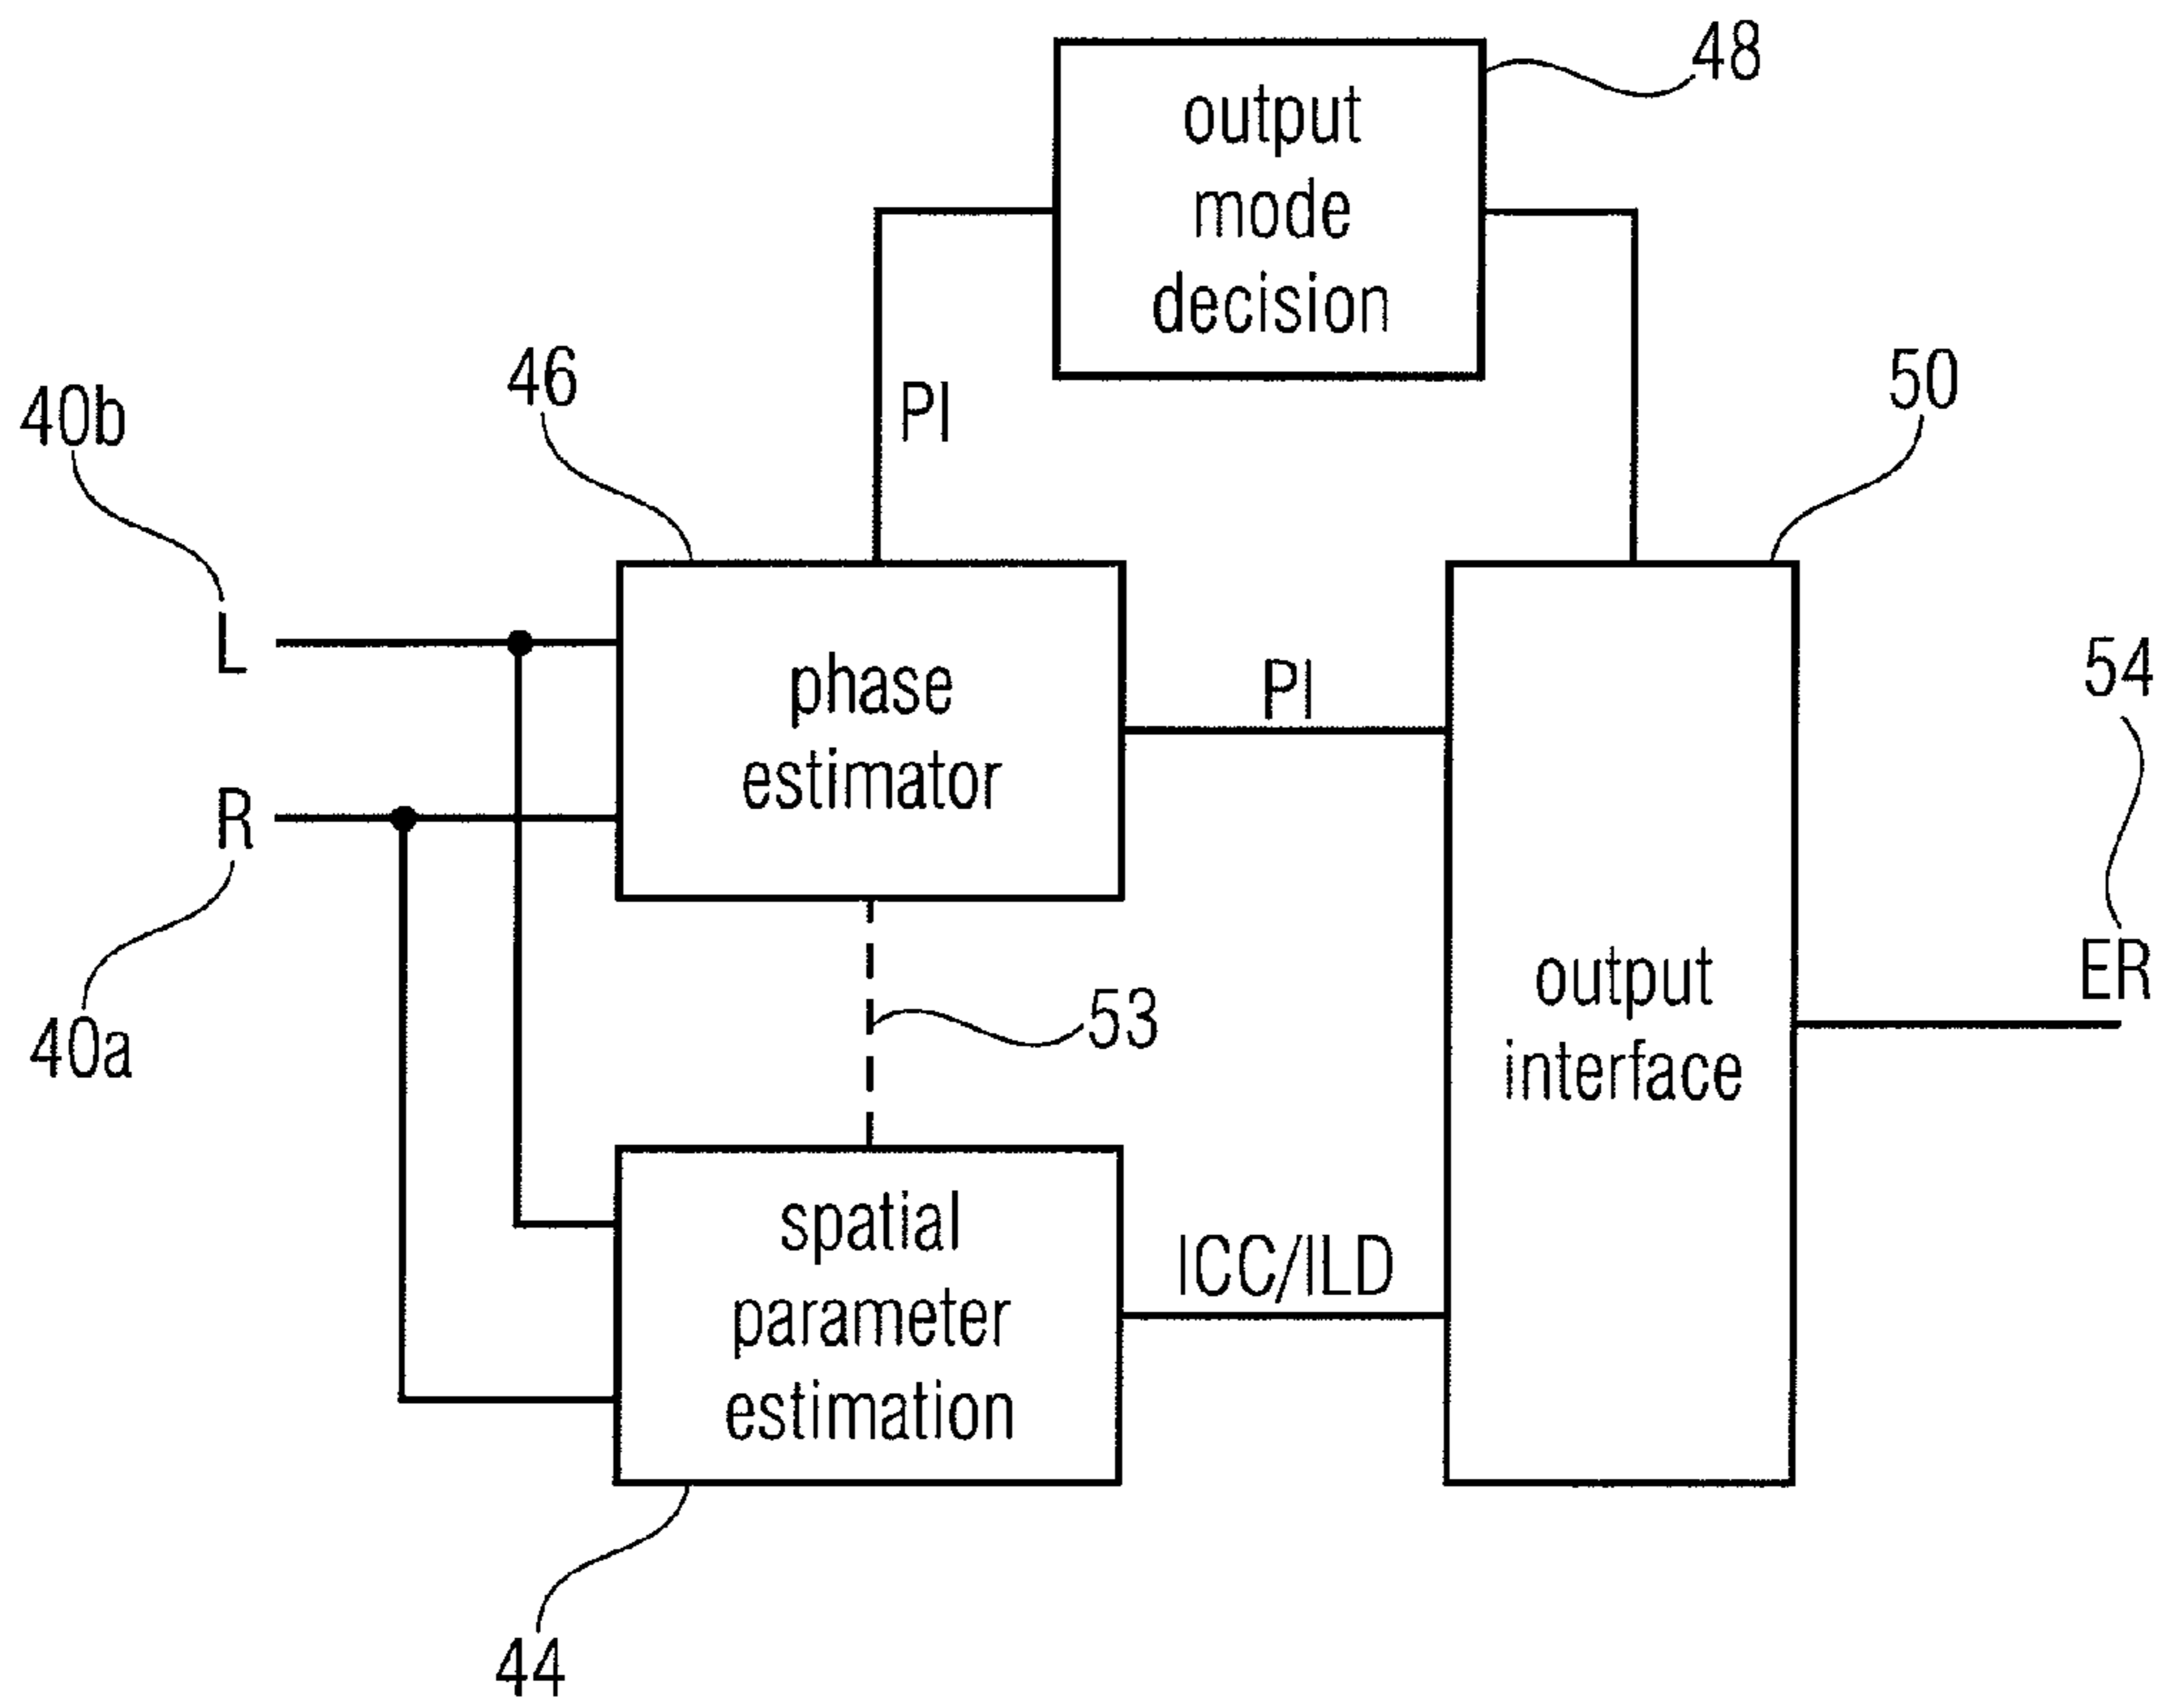 48
output
mode
decision
46
50
40b
PI
L
54
phase
estimator
PI
R
ER
output
interface
53
40a
spatial
parameter
estimation
ICC/ILD
44